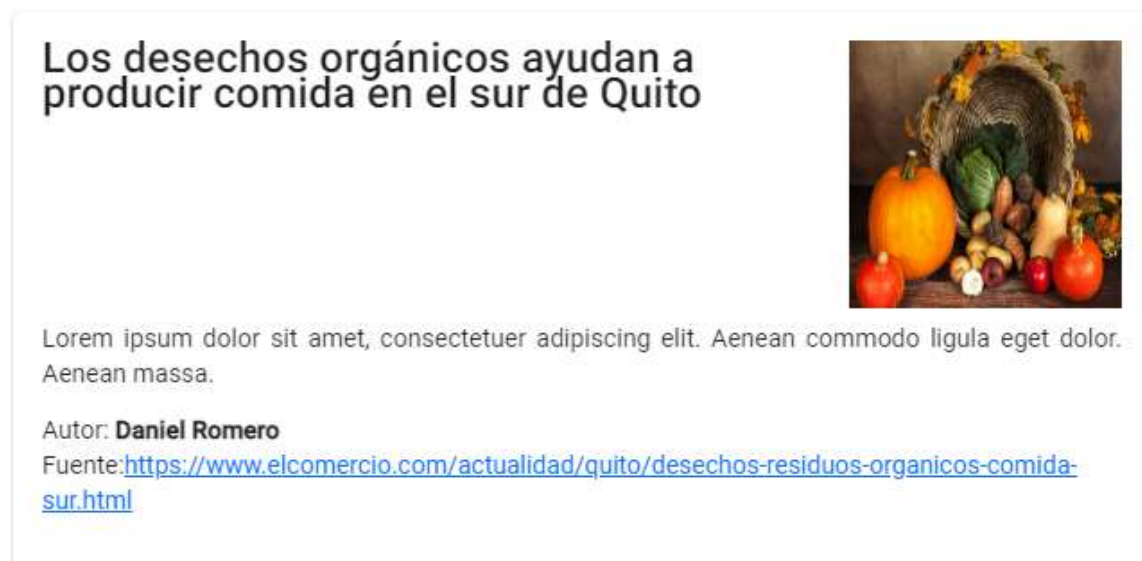 Los desechos orgánicos ayudan a
producir comida en el sur de Quito
Lorem ipsum dolor sit amet, consectetuer adipiscing elit. Aenean commodo ligula eget dolor.
Aenean massa.
Autor: Daniel Romero
Fuente:https://www.elcomercio.com/actualidad/quito/desechos-residuos-organicos-comida-
sur.html